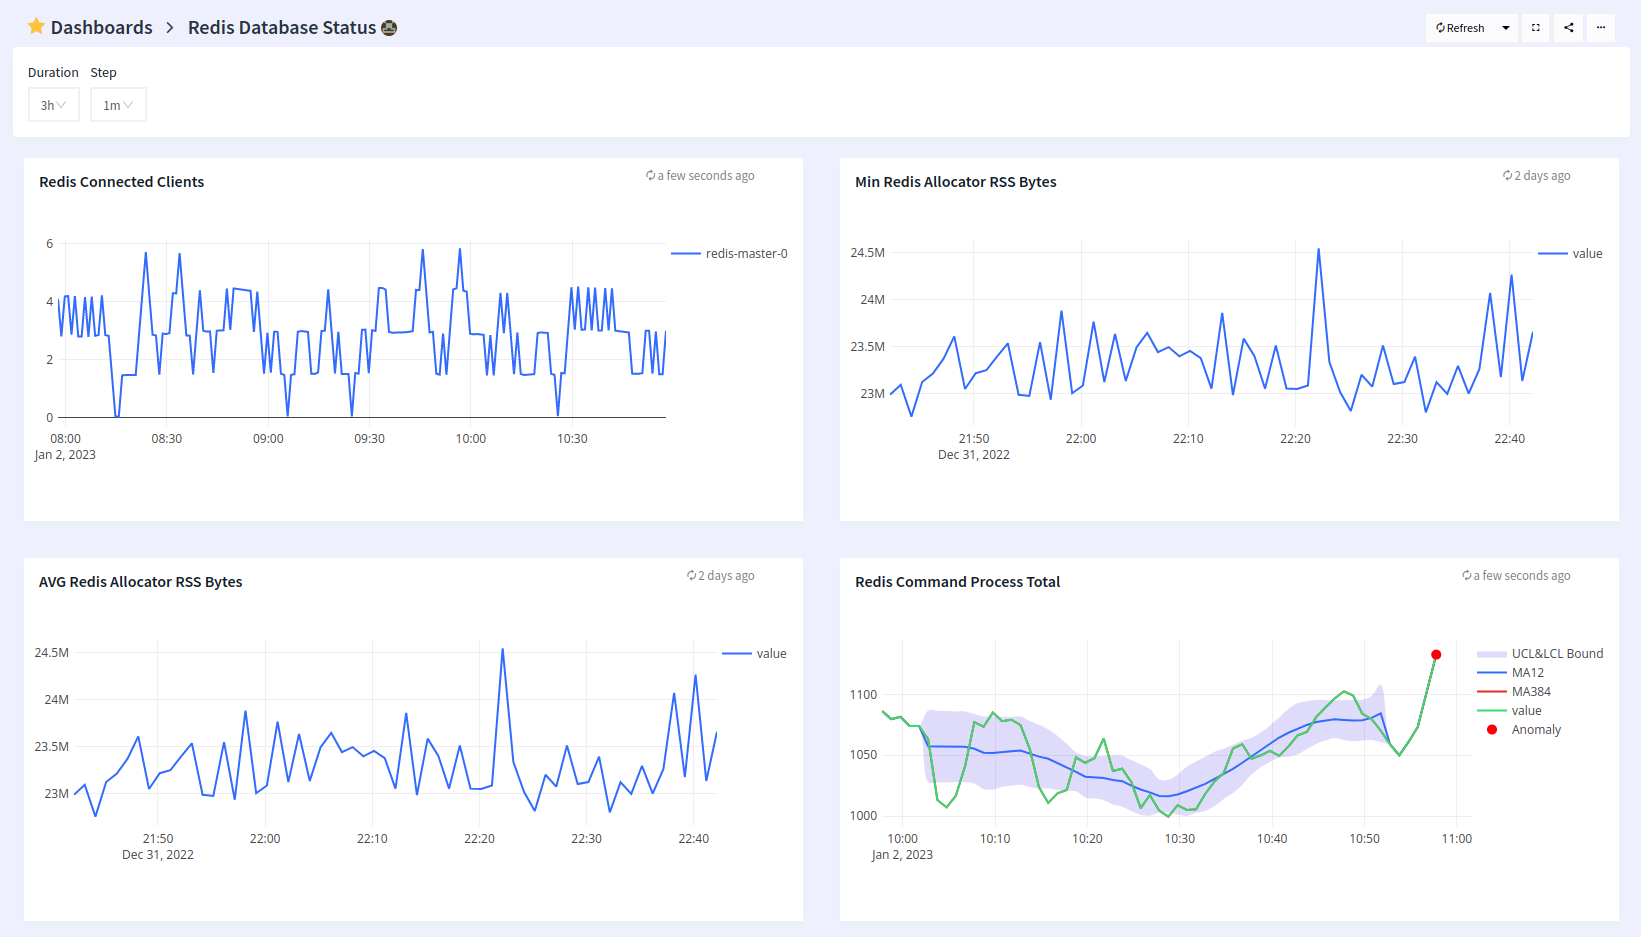 Dashboards > Redis Database Status
Refresh
Duration Step
3h 1m
Redis Connected Clients
a few seconds ago
6
4
2
0
08:00 08:30 09:00 09:30 10:00 10:30
Jan 2, 2023
redis-master-0
Min Redis Allocator RSS Bytes
2 days ago
24.5M
24M
23.5M
23M
21:50 22:00 22:10 22:20 22:30 22:40
Dec 31, 2022
value
AVG Redis Allocator RSS Bytes
2 days ago
24.5M
24M
23.5M
23M
21:50 22:00 22:10 22:20 22:30 22:40
Dec 31, 2022
value
Redis Command Process Total
a few seconds ago
1100
1050
1000
10:00 10:10 10:20 10:30 10:40 10:50 11:00
Jan 2, 2023
UCL&LCL Bound
MA12
MA384
value
Anomaly